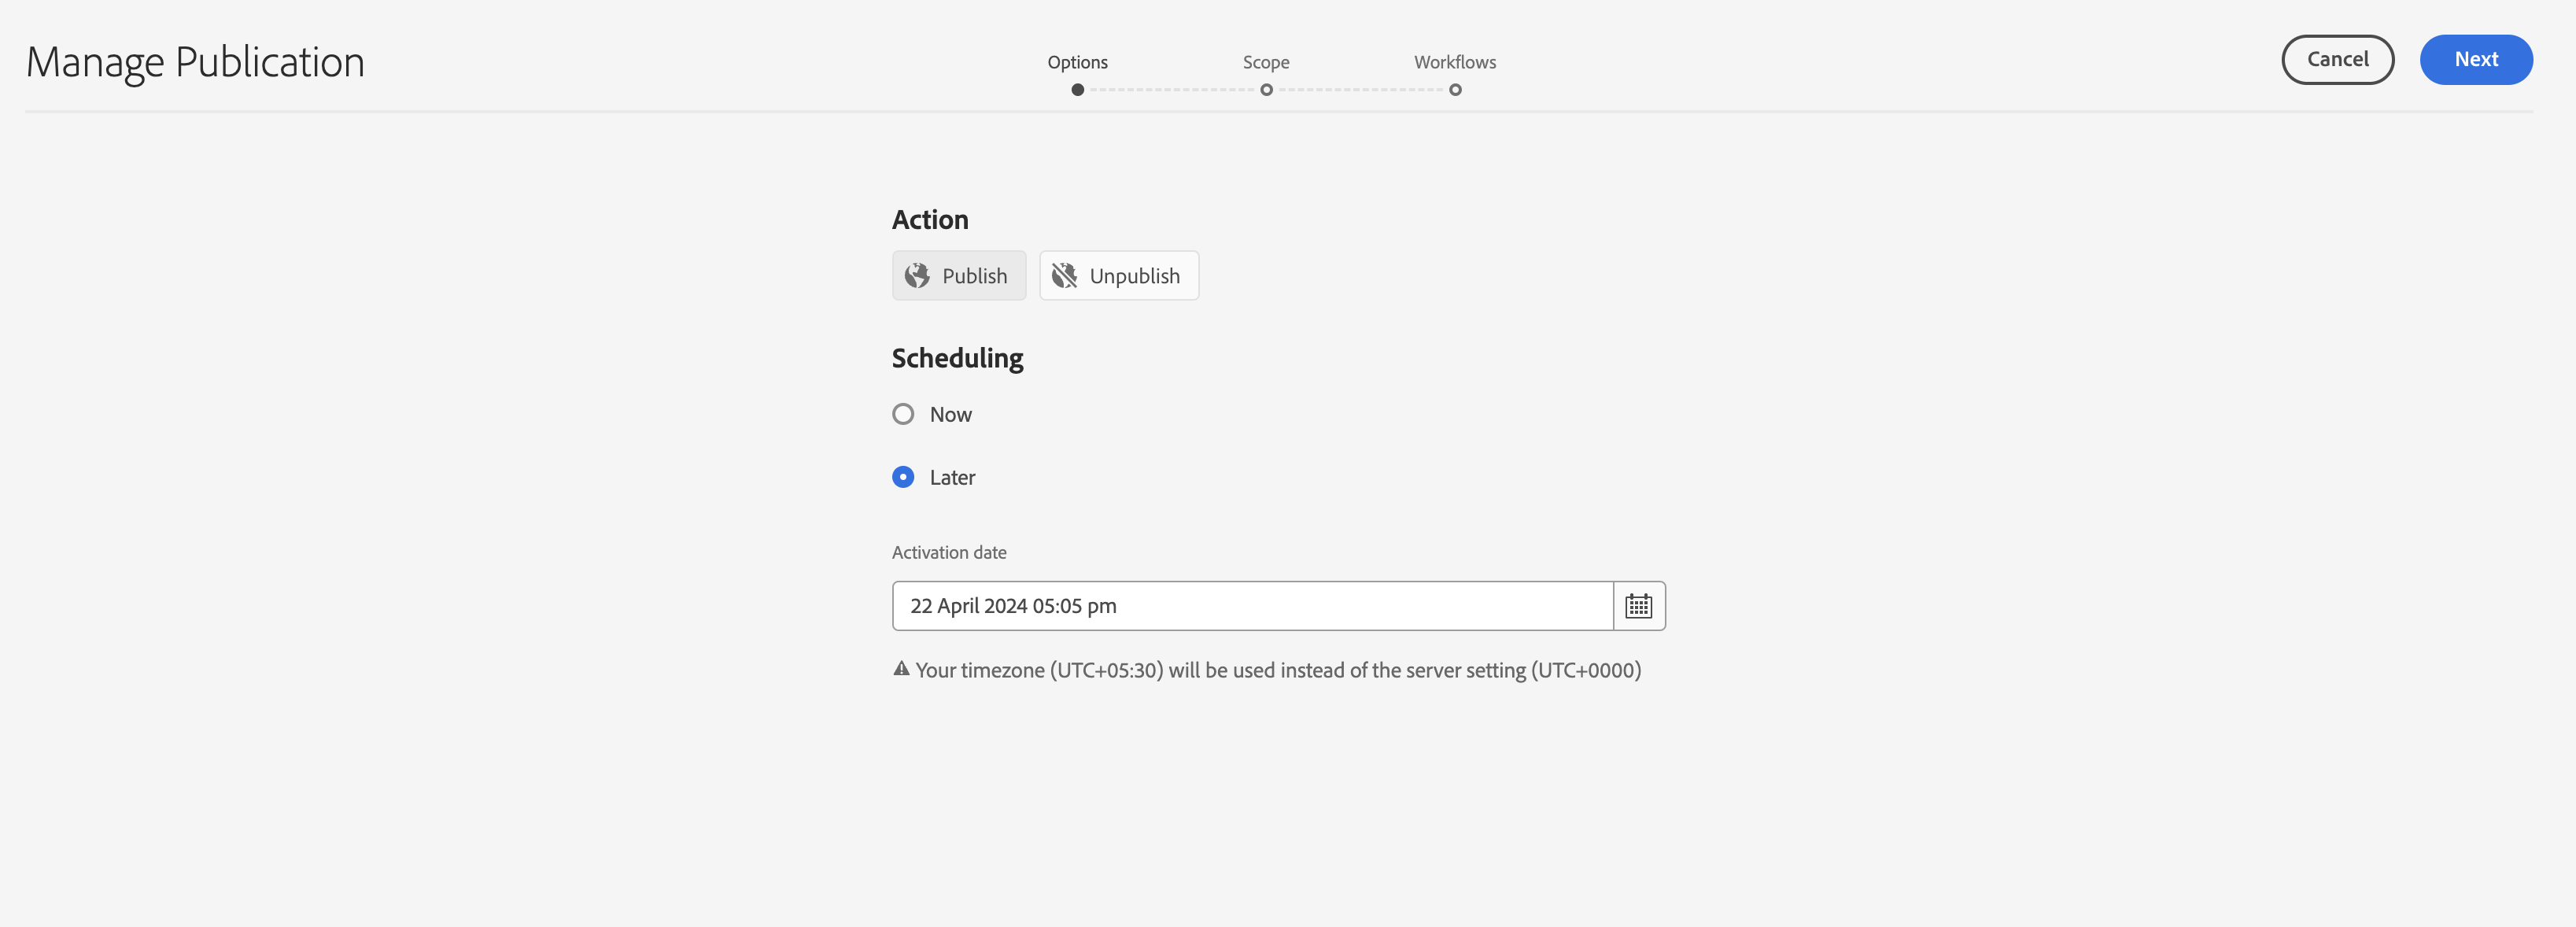 Manage Publication
Options
Scope
Workflows
Cancel
Next
Action
Publish
Unpublish
Scheduling
Now
Later
Activation date
22 April 2024 05:05 pm
Your timezone (UTC+05:30) will be used instead of the server setting (UTC+0000)